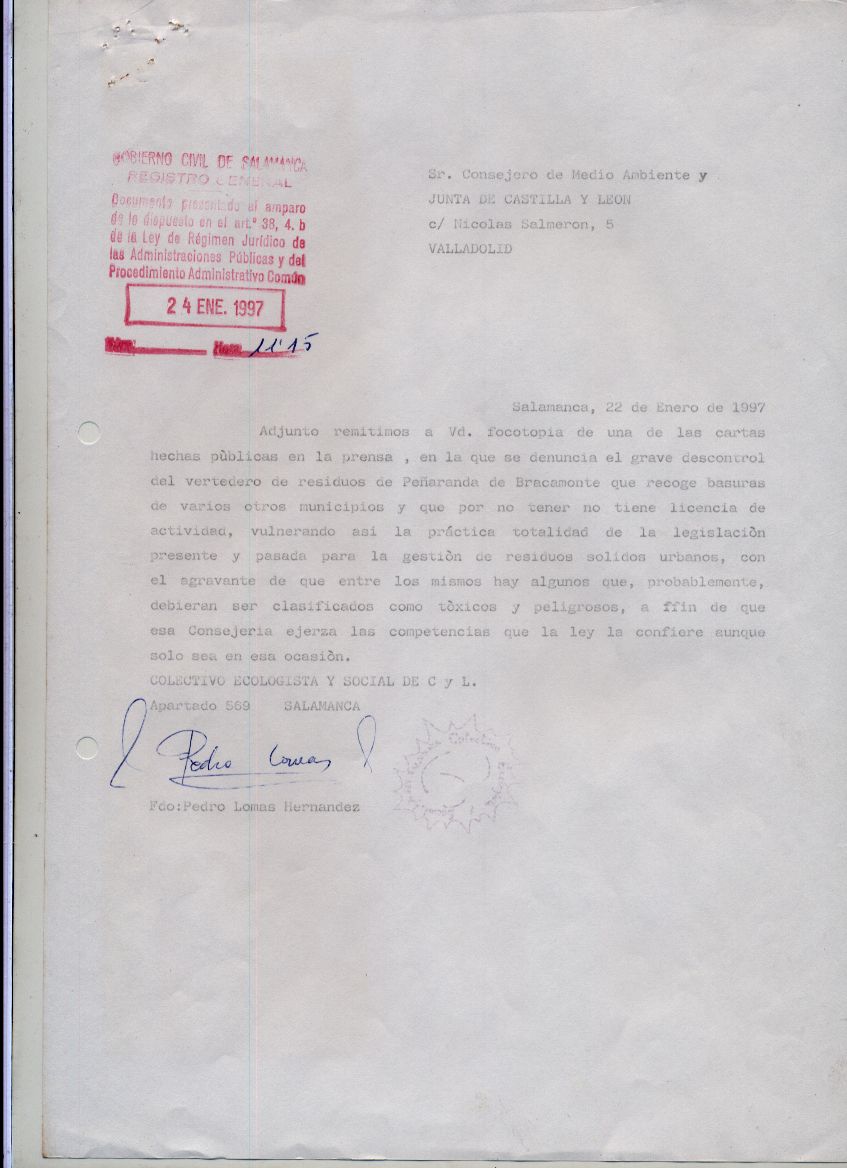 GOBIERNO CIVIL DE SALAMANCA
REGISTRO GENERAL
Documento presentado al amparo
de lo dispuesto en el art.º 38, 4. b
de la Ley de Régimen Jurídico de
las Administraciones Públicas y del
Procedimiento Administrativo Común
24 ENE. 1997
Núm. Hora 11'15
Sr. Consejero de Medio Ambiente y
JUNTA DE CASTILLA Y LEON
c/ Nicolas Salmeron, 5
VALLADOLID
Salamanca, 22 de Enero de 1997
Adjunto remitimos a Vd. focotopia de una de las cartas
hechas pùblicas en la prensa , en la que se denuncia el grave descontrol
del vertedero de residuos de Peñaranda de Bracamonte que recoge basuras
de varios otros municipios y que por no tener no tiene licencia de
actividad, vulnerando asi la pràctica totalidad de la legislaciòn
presente y pasada para la gestiòn de residuos solidos urbanos, con
el agravante de que entre los mismos hay algunos que, probablemente,
debieran ser clasificados como tòxicos y peligrosos, a ffin de que
esa Consejeria ejerza las competencias que la ley la confiere aunque
solo sea en esa ocasiòn.
COLECTIVO ECOLOGISTA Y SOCIAL DE C y L.
Apartado 569 SALAMANCA
Pedro Lomas
Fdo:Pedro Lomas Hernandez
Colectivo